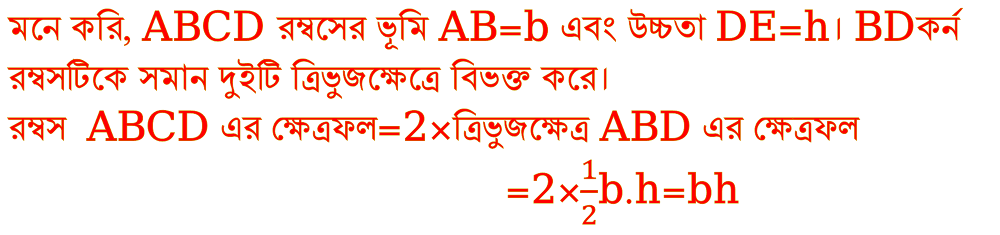 মনে করি, ABCD রম্বসের ভূমি AB=b এবং উচ্চতা DE=h। BDকর্ন
রম্বসটিকে সমান দুইটি ত্রিভুজক্ষেত্রে বিভক্ত করে।
রম্বস ABCD এর ক্ষেত্রফল=2×ত্রিভুজক্ষেত্র ABD এর ক্ষেত্রফল
=2×1/2b.h=bh